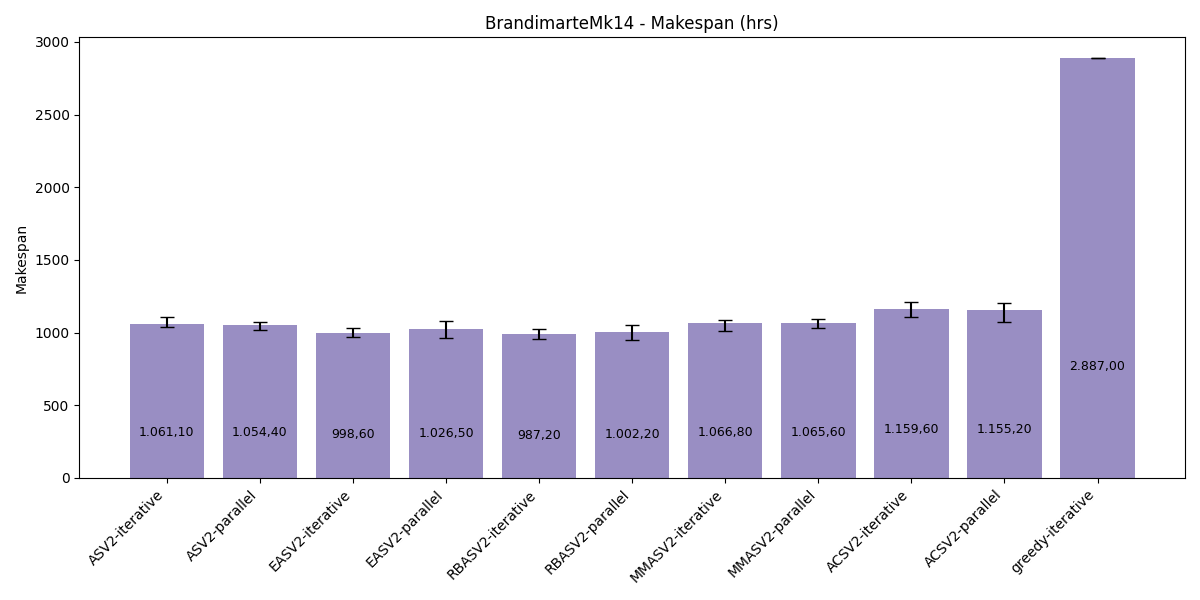 BrandimarteMk14 - Makespan (hrs)
Makespan
3000
2500
2000
1500
1000
500
0
1.061,10
1.054,40
998,60
1.026,50
987,20
1.002,20
1.066,80
1.065,60
1.159,60
1.155,20
2.887,00
ASV2-iterative
ASV2-parallel
EASV2-iterative
EASV2-parallel
RBASV2-iterative
RBASV2-parallel
MMASV2-iterative
MMASV2-parallel
ACSV2-iterative
ACSV2-parallel
greedy-iterative